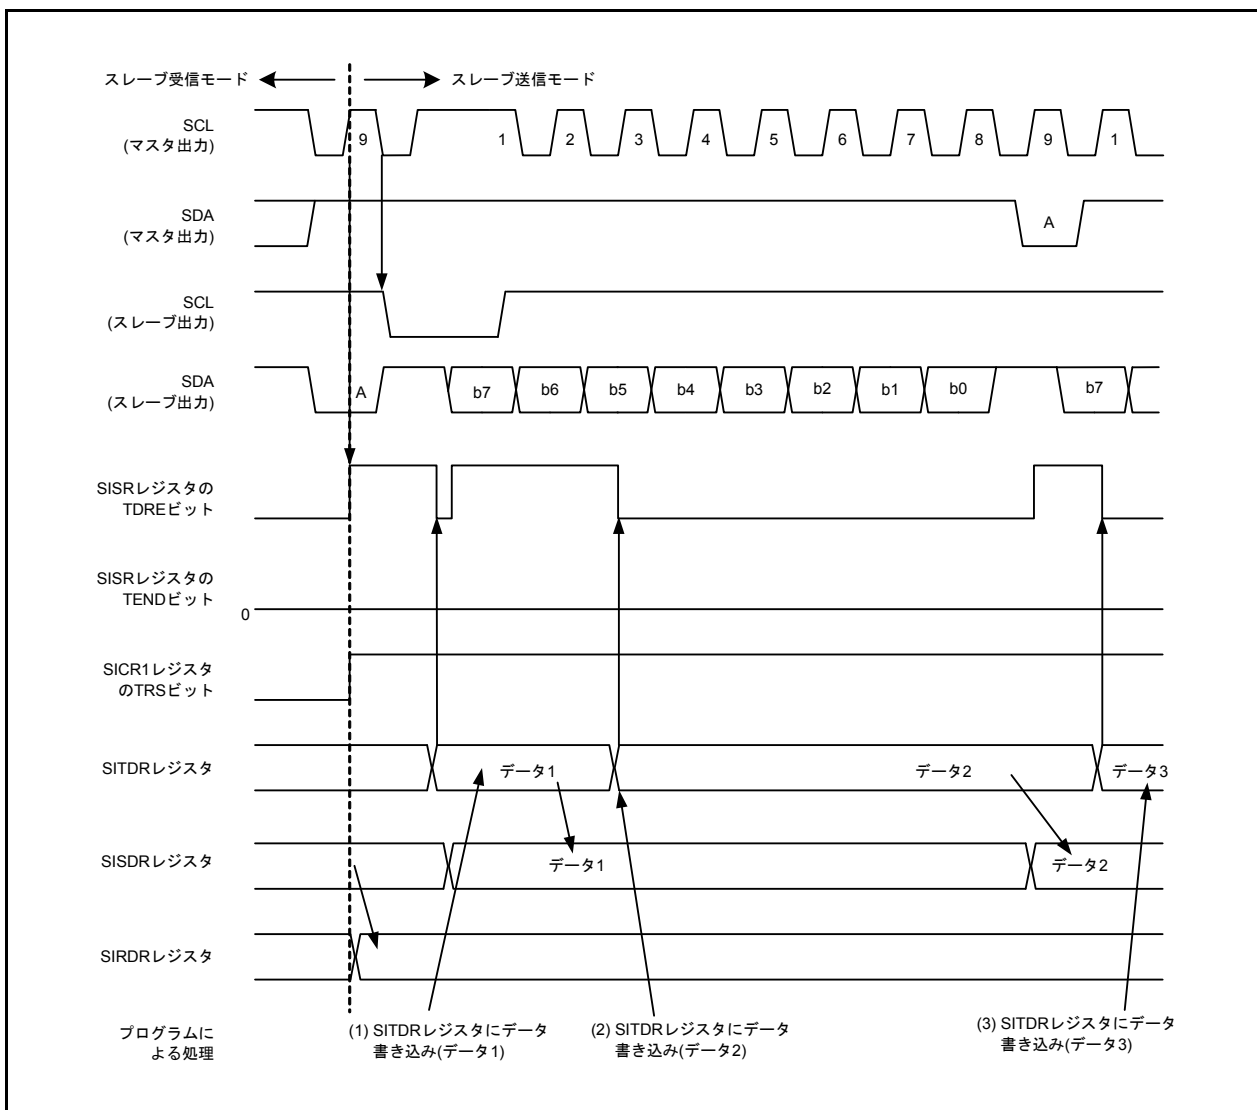 スレーブ受信モード
スレーブ送信モード
SCL
(マスタ出力)
9
1
2
3
4
5
6
7
8
9
1
SDA
(マスタ出力)
A
SCL
(スレーブ出力)
SDA
(スレーブ出力)
A
b7
b6
b5
b4
b3
b2
b1
b0
b7
SISRレジスタの
TDREビット
SISRレジスタの
TENDビット
0
SICR1レジスタ
のTRSビット
SITDRレジスタ
データ1
データ2
データ3
SISDRレジスタ
データ1
データ2
SIRDRレジスタ
プログラムに
よる処理
(1) SITDRレジスタにデータ
書き込み(データ1)
(2) SITDRレジスタにデータ
書き込み(データ2)
(3) SITDRレジスタにデータ
書き込み(データ3)